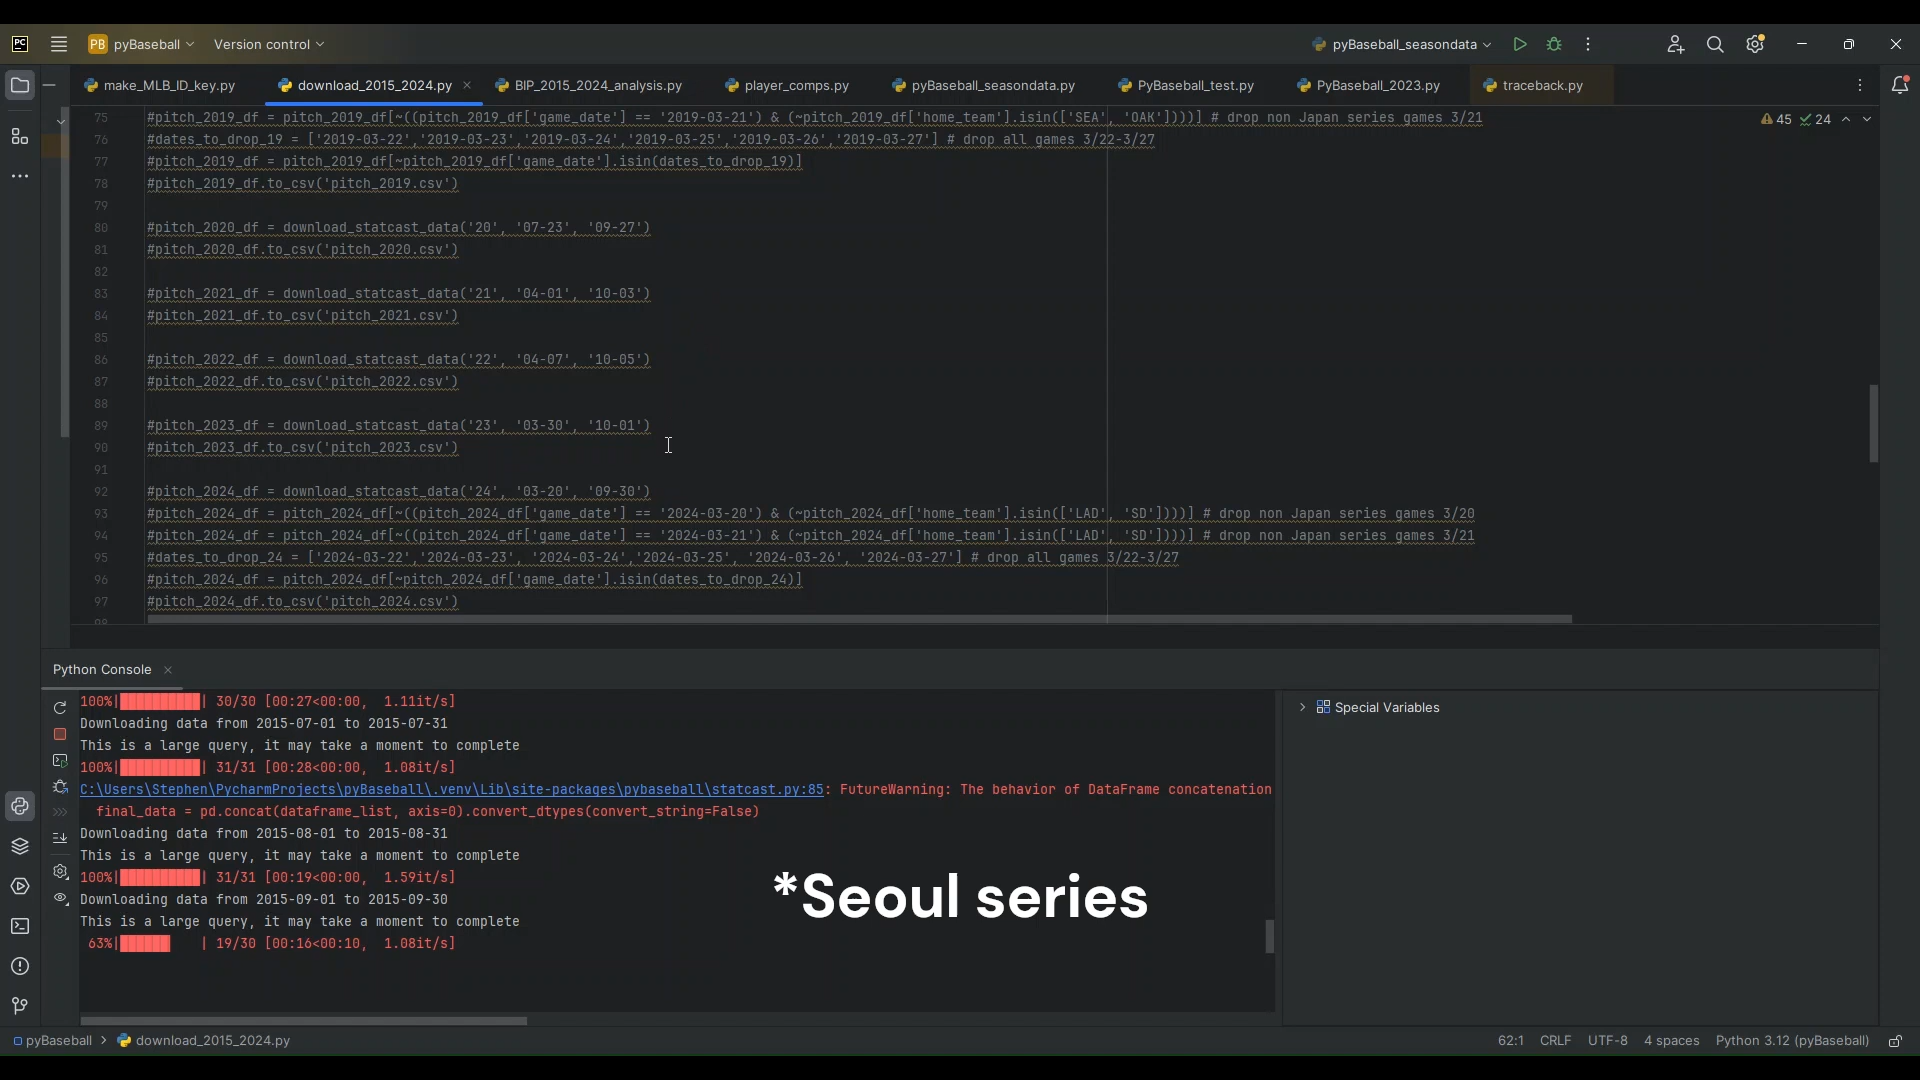 PC PB pyBaseball Version control pyBaseball_seasondata
make_MLB_ID_key.py download_2015_2024.py BIP_2015_2024_analysis.py player_comps.py pyBaseball_seasondata.py PyBaseball_test.py PyBaseball_2023.py traceback.py
75 #pitch_2019_df = pitch_2019_df[~((pitch_2019_df['game_date'] == '2019-03-21') & (~pitch_2019_df['home_team'].isin(['SEA', 'OAK'])))] # drop non Japan series games 3/21 45 24
76 #dates_to_drop_19 = ['2019-03-22','2019-03-23','2019-03-24','2019-03-25','2019-03-26','2019-03-27'] # drop all games 3/22-3/27
77 #pitch_2019_df = pitch_2019_df[~pitch_2019_df['game_date'].isin(dates_to_drop_19)]
78 #pitch_2019_df.to_csv('pitch_2019.csv')
79
80 #pitch_2020_df = download_statcast_data('20', '07-23', '09-27')
81 #pitch_2020_df.to_csv('pitch_2020.csv')
82
83 #pitch_2021_df = download_statcast_data('21', '04-01', '10-03')
84 #pitch_2021_df.to_csv('pitch_2021.csv')
85
86 #pitch_2022_df = download_statcast_data('22', '04-07', '10-05')
87 #pitch_2022_df.to_csv('pitch_2022.csv')
88
89 #pitch_2023_df = download_statcast_data('23', '03-30', '10-01')
90 #pitch_2023_df.to_csv('pitch_2023.csv')
91
92 #pitch_2024_df = download_statcast_data('24', '03-20', '09-30')
93 #pitch_2024_df = pitch_2024_df[~((pitch_2024_df['game_date'] == '2024-03-20') & (~pitch_2024_df['home_team'].isin(['LAD', 'SD'])))] # drop non Japan series games 3/20
94 #pitch_2024_df = pitch_2024_df[~((pitch_2024_df['game_date'] == '2024-03-21') & (~pitch_2024_df['home_team'].isin(['LAD', 'SD'])))] # drop non Japan series games 3/21
95 #dates_to_drop_24 = ['2024-03-22','2024-03-23', '2024-03-24','2024-03-25', '2024-03-26', '2024-03-27'] # drop all games 3/22-3/27
96 #pitch_2024_df = pitch_2024_df[~pitch_2024_df['game_date'].isin(dates_to_drop_24)]
97 #pitch_2024_df.to_csv('pitch_2024.csv')
98
Python Console
100%| | 30/30 [00:27<00:00, 1.11it/s]
Downloading data from 2015-07-01 to 2015-07-31
This is a large query, it may take a moment to complete
100%| | 31/31 [00:28<00:00, 1.08it/s]
C:\Users\Stephen\PycharmProjects\pyBaseball\.venv\Lib\site-packages\pybaseball\statcast.py:85: FutureWarning: The behavior of DataFrame concatenation
final_data = pd.concat(dataframe_list, axis=0).convert_dtypes(convert_string=False)
Downloading data from 2015-08-01 to 2015-08-31
This is a large query, it may take a moment to complete
100%| | 31/31 [00:19<00:00, 1.59it/s]
Downloading data from 2015-09-01 to 2015-09-30
This is a large query, it may take a moment to complete
63%| | 19/30 [00:16<00:10, 1.08it/s]
Special Variables
*Seoul series
pyBaseball > download_2015_2024.py 62:1 CRLF UTF-8 4 spaces Python 3.12 (pyBaseball)